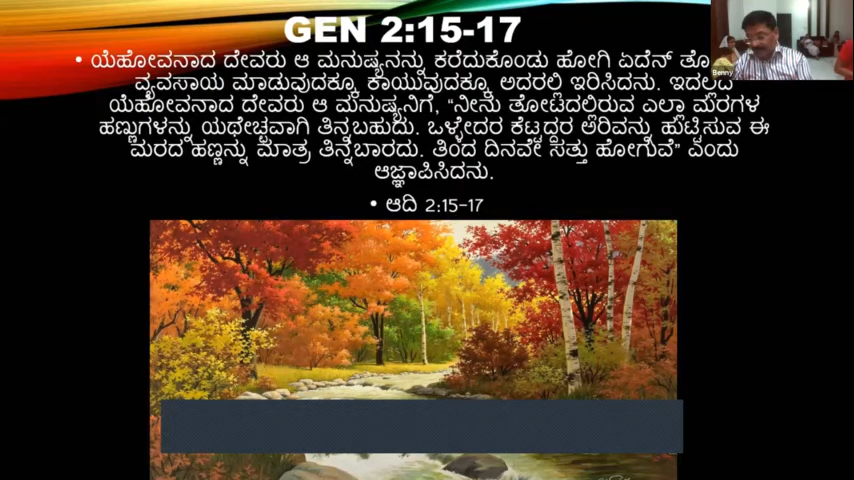 GEN 2:15-17
• ಯೆಹೋವನಾದ ದೇವರು ಆ ಮನುಷ್ಯನನ್ನು ಕರೆದುಕೊಂಡು ಹೋಗಿ ಏದೆನ್
ವ್ಯವಸಾಯ ಮಾಡುವುದಕ್ಕೂ ಕಾಯುವುದಕ್ಕೂ ಅದರಲ್ಲಿ ಇರಿಸಿದನು. ಇದಲ್ಲದೆ
ಯೆಹೋವನಾದ ದೇವರು ಆ ಮನುಷ್ಯನಿಗೆ, “ನೀನು ತೋಟದಲ್ಲಿರುವ ಎಲ್ಲಾ ಮರಗಳ
ಹಣ್ಣುಗಳನ್ನು ಯಥೇಚ್ಛವಾಗಿ ತಿನ್ನಬಹುದು. ಒಳ್ಳೇದರ ಕೆಟ್ಟದ್ದರ ಅರಿವನ್ನು ಹುಟ್ಟಿಸುವ ಈ
ಮರದ ಹಣ್ಣನ್ನು ಮಾತ್ರ ತಿನ್ನಬಾರದು. ತಿಂದ ದಿನವೇ ಸತ್ತು ಹೋಗುವೆ” ಎಂದು
ಆಜ್ಞಾಪಿಸಿದನು.
• ಆದಿ 2:15-17
Benny